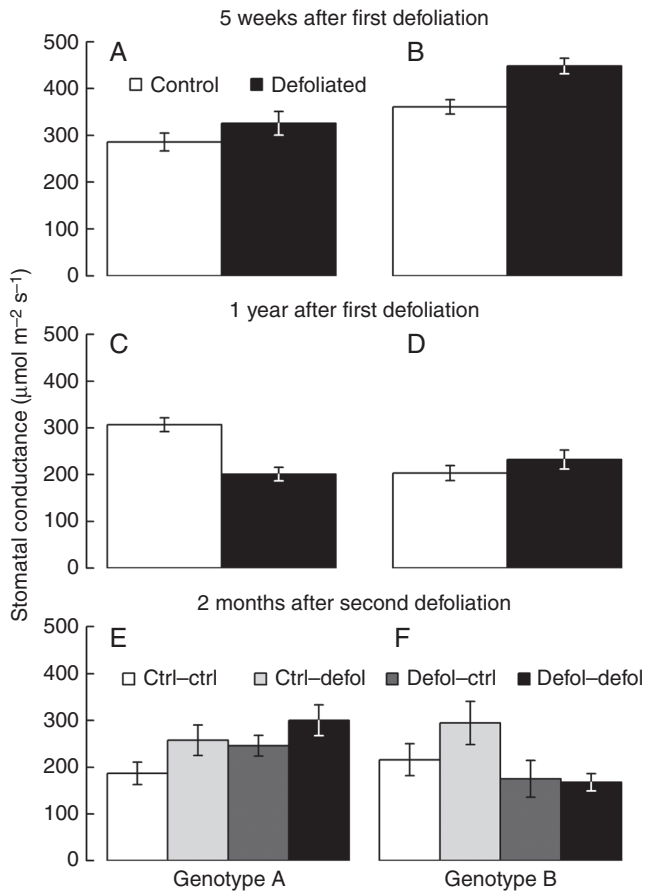 5 weeks after first defoliation
A
B
Control
Defoliated
500
400
300
200
100
0
1 year after first defoliation
C
D
500
400
300
200
100
0
Stomatal conductance (μmol m⁻² s⁻¹)
2 months after second defoliation
E
F
Ctrl–ctrl
Ctrl–defol
Defol–ctrl
Defol–defol
500
400
300
200
100
0
Genotype A
Genotype B